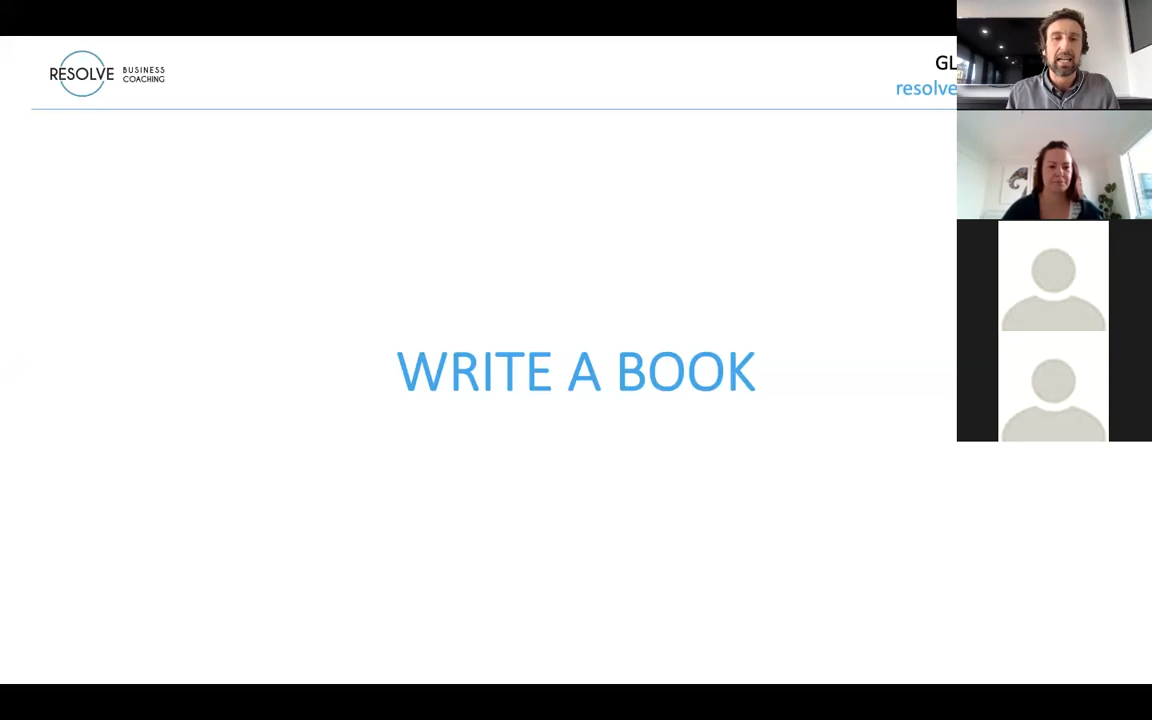 RESOLVE BUSINESS
COACHING
GL
resolve
WRITE A BOOK